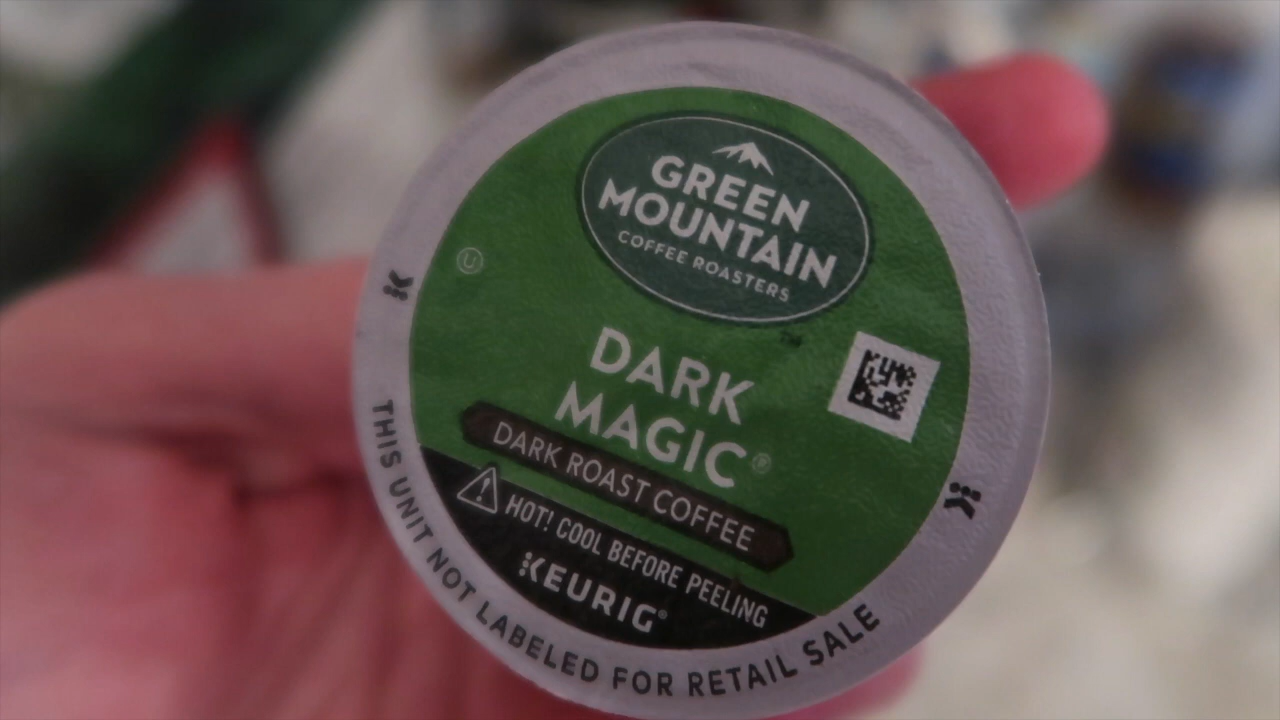 GREEN
MOUNTAIN
COFFEE ROASTERS
TM
U
DARK
MAGIC®
DARK ROAST COFFEE
HOT! COOL BEFORE PEELING
KEURIG®
THIS UNIT NOT LABELED FOR RETAIL SALE